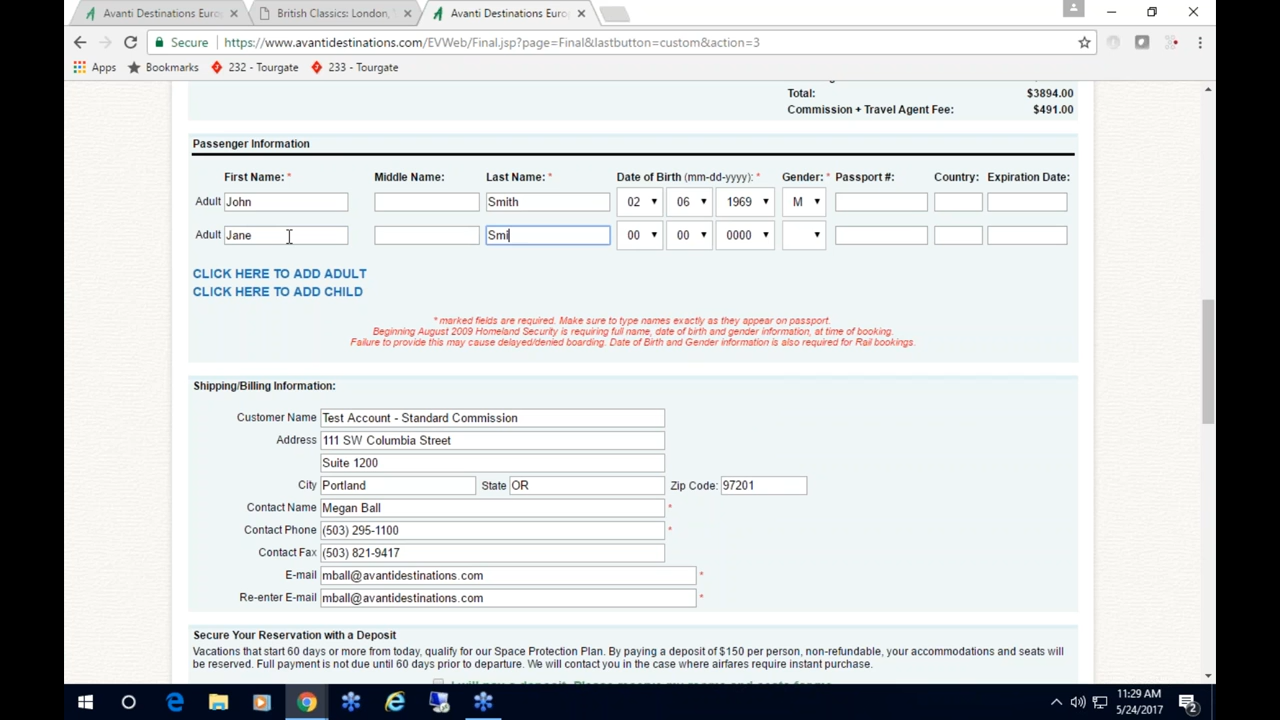 Avanti Destinations Euro
British Classics: London,
Avanti Destinations Euro
Secure
https://www.avantidestinations.com/EVWeb/Final.jsp?page=Final&lastbutton=custom&action=3
Apps
Bookmarks
232 - Tourgate
233 - Tourgate
Total: $3894.00
Commission + Travel Agent Fee: $491.00
Passenger Information
First Name: * Middle Name: Last Name: * Date of Birth (mm-dd-yyyy): * Gender: * Passport #: Country: Expiration Date:
Adult John Smith 02 06 1969 M
Adult Jane Smi 00 00 0000
CLICK HERE TO ADD ADULT
CLICK HERE TO ADD CHILD
* marked fields are required. Make sure to type names exactly as they appear on passport.
Beginning August 2009 Homeland Security is requiring full name, date of birth and gender information, at time of booking.
Failure to provide this may cause delayed/denied boarding. Date of Birth and Gender information is also required for Rail bookings.
Shipping/Billing Information:
Customer Name Test Account - Standard Commission
Address 111 SW Columbia Street
Suite 1200
City Portland State OR Zip Code: 97201
Contact Name Megan Ball *
Contact Phone (503) 295-1100 *
Contact Fax (503) 821-9417
E-mail mball@avantidestinations.com *
Re-enter E-mail mball@avantidestinations.com *
Secure Your Reservation with a Deposit
Vacations that start 60 days or more from today, qualify for our Space Protection Plan. By paying a deposit of $150 per person, non-refundable, your accommodations and seats will
be reserved. Full payment is not due until 60 days prior to departure. We will contact you in the case where airfares require instant purchase.
I will pay a deposit. Please reserve my rooms and seats for me.
11:29 AM
5/24/2017
2